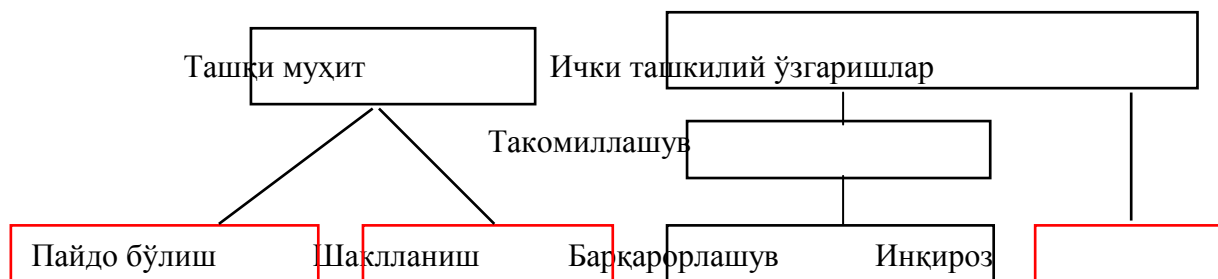 Ташқи муҳит Ички ташкилий ўзгаришлар
Такомиллашув
Пайдо бўлиш Шаклланиш Барқарорлашув Инқироз